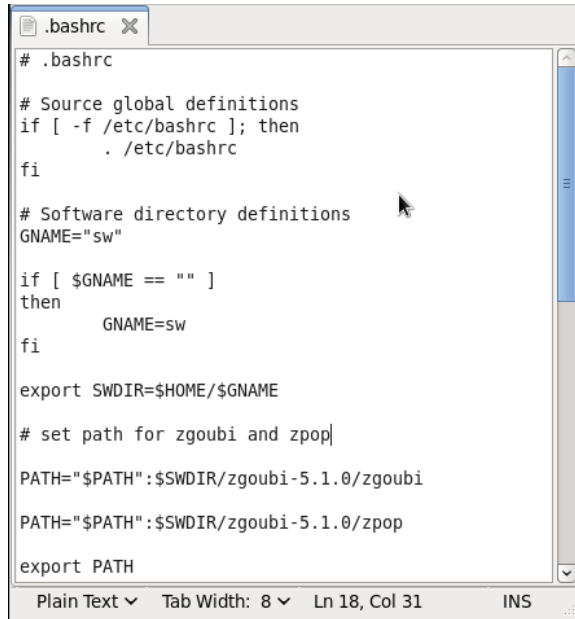 .bashrc
# .bashrc
# Source global definitions
if [ -f /etc/bashrc ]; then
        . /etc/bashrc
fi
# Software directory definitions
GNAME="sw"
if [ $GNAME == "" ]
then
        GNAME=sw
fi
export SWDIR=$HOME/$GNAME
# set path for zgoubi and zpop
PATH="$PATH":$SWDIR/zgoubi-5.1.0/zgoubi
PATH="$PATH":$SWDIR/zgoubi-5.1.0/zpop
export PATH
Plain Text Tab Width: 8 Ln 18, Col 31 INS